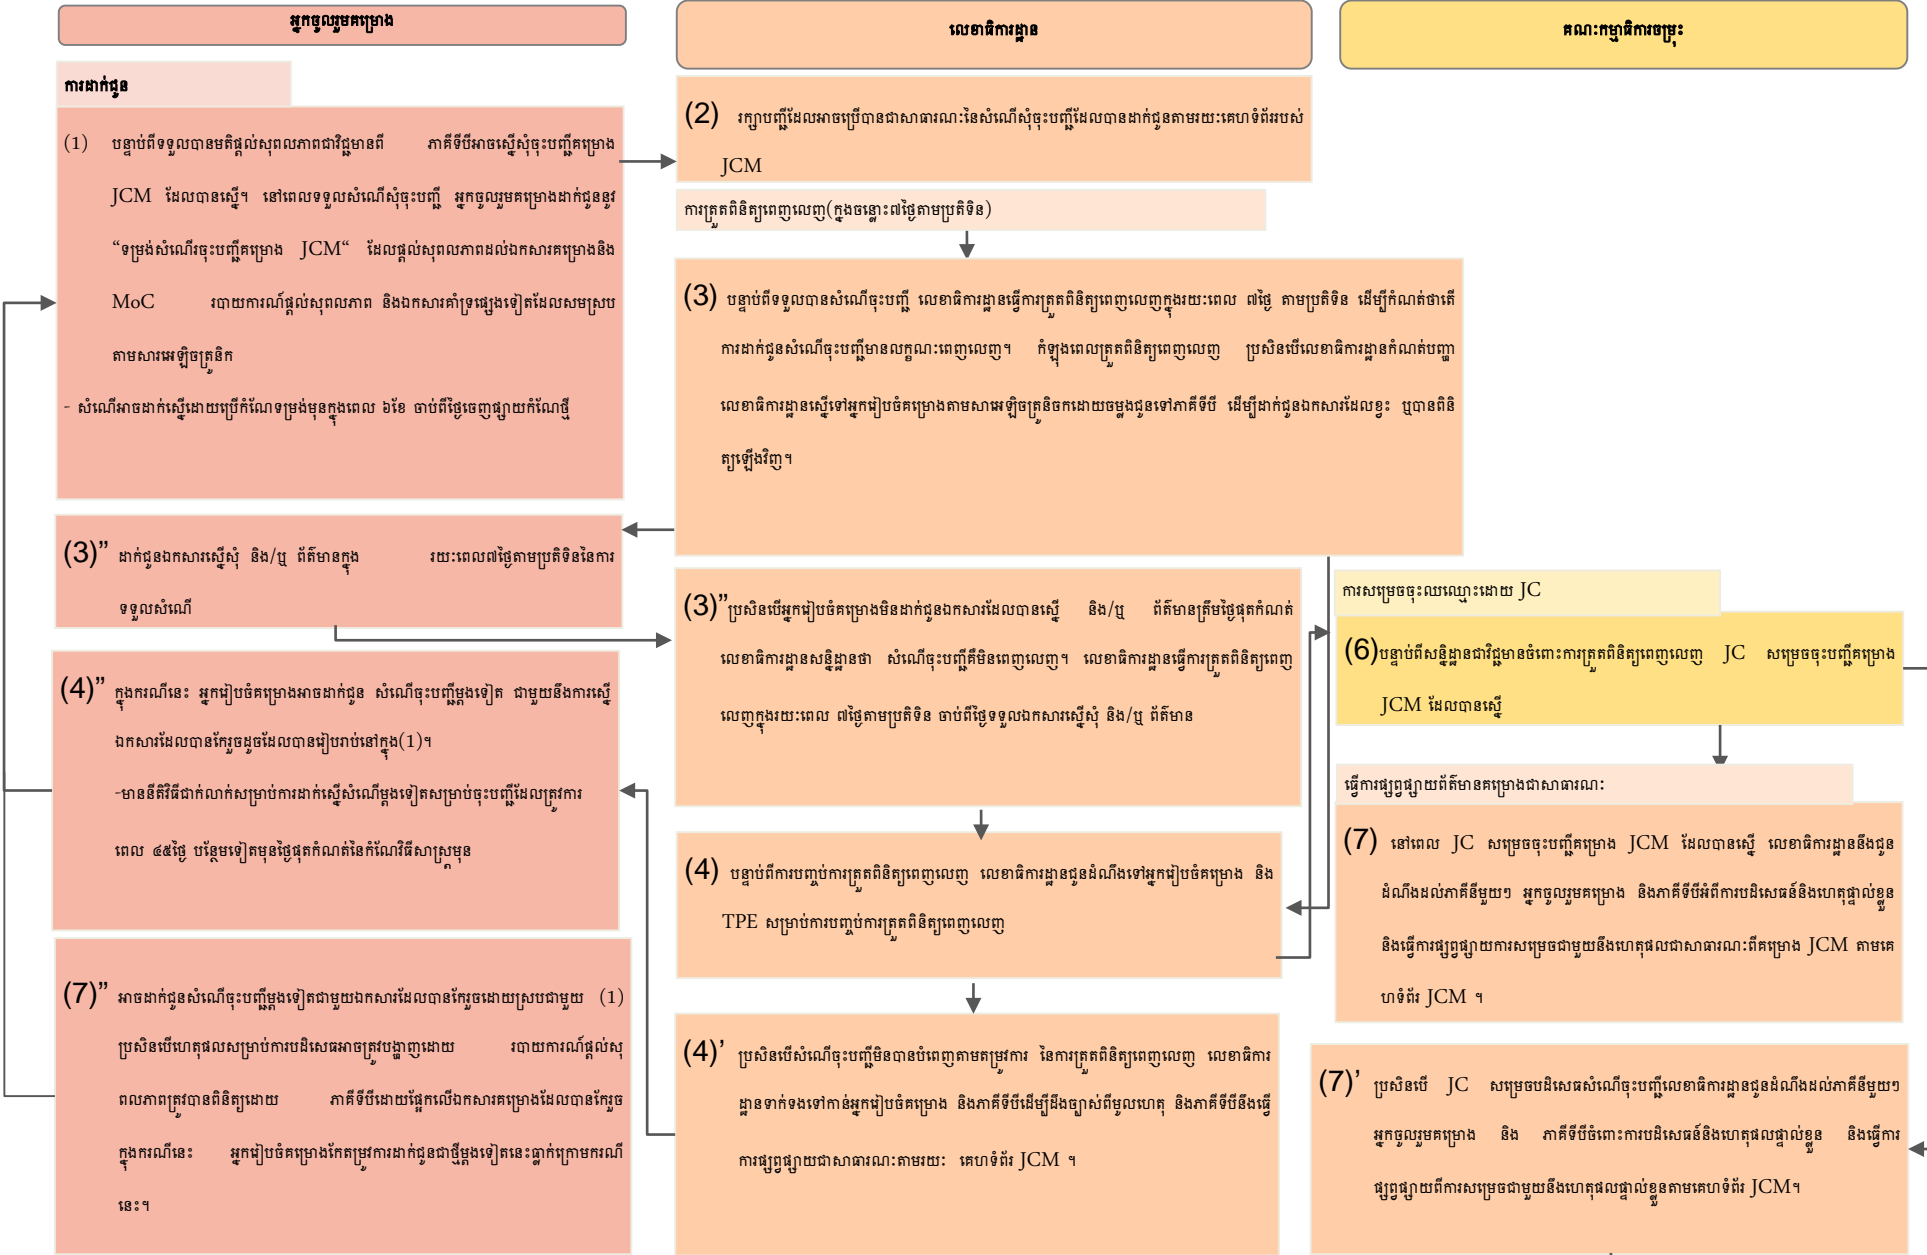 អ្នកចូលរួមគម្រោង
ការដាក់ជូន
(1) បន្ទាប់ពីទទួលបានមតិផ្តល់សុពលភាពជាវិជ្ជមានពី ភាគីទីបីអាចស្នើសុំចុះបញ្ជីគម្រោង
JCM ដែលបានស្នើ។ នៅពេលទទួលសំណើសុំចុះបញ្ជី អ្នកចូលរួមគម្រោងដាក់ជូននូវ
“ទម្រង់សំណើរចុះបញ្ជីគម្រោង JCM“ ដែលផ្តល់សុពលភាពដល់ឯកសារគម្រោងនិង
MoC របាយការណ៍ផ្តល់សុពលភាព និងឯកសារគាំទ្រផ្សេងទៀតដែលសមស្រប
តាមសារអេឡិចត្រូនិក
- សំណើអាចដាក់ស្នើដោយប្រើកំណែទម្រង់មុនក្នុងពេល ៦ខែ ចាប់ពីថ្ងៃចេញផ្សាយកំណែថ្មី
(3)” ដាក់ជូនឯកសារស្នើសុំ និង/ឬ ព័ត៌មានក្នុង រយៈពេល៧ថ្ងៃតាមប្រតិទិននៃការ
ទទួលសំណើ
(4)” ក្នុងករណីនេះ អ្នករៀបចំគម្រោងអាចដាក់ជូន សំណើចុះបញ្ជីម្តងទៀត ជាមួយនឹងការស្នើ
ឯកសារដែលបានកែរួចដូចដែលបានរៀបរាប់នៅក្នុង(1)។
-មាននីតិវិធីជាក់លាក់សម្រាប់ការដាក់ស្នើសំណើម្តងទៀតសម្រាប់ចុះបញ្ជីដែលត្រូវការ
ពេល ៤៥ថ្ងៃ បន្ថែមទៀតមុនថ្ងៃផុតកំណត់នៃកំណែវិធីសាស្ត្រមុន
(7)” អាចដាក់ជូនសំណើចុះបញ្ជីម្តងទៀតជាមួយឯកសារដែលបានកែរួចដោយស្របជាមួយ (1)
ប្រសិនបើហេតុផលសម្រាប់ការបដិសេធអាចត្រូវបង្ហាញដោយ របាយការណ៍ផ្តល់សុ
ពលភាពត្រូវបានពិនិត្យដោយ ភាគីទីបីដោយផ្អែកលើឯកសារគម្រោងដែលបានកែរួច
ក្នុងករណីនេះ អ្នករៀបចំគម្រោងកែតម្រូវការដាក់ជូនជាថ្មីម្តងទៀតនេះធ្លាក់ក្រោមករណី
នេះ។
លេខាធិការដ្ឋាន
(2) រក្សាបញ្ជីដែលអាចប្រើបានជាសាធារណៈនៃសំណើសុំចុះបញ្ជីដែលបានដាក់ជូនតាមរយៈគេហទំព័ររបស់
JCM
ការត្រួតពិនិត្យពេញលេញ(ក្នុងចន្លោះ៧ថ្ងៃតាមប្រតិទិន)
(3) បន្ទាប់ពីទទួលបានសំណើចុះបញ្ជី លេខាធិការដ្ឋានធ្វើការត្រួតពិនិត្យពេញលេញក្នុងរយៈពេល ៧ថ្ងៃ តាមប្រតិទិន ដើម្បីកំណត់ថាតើ
ការដាក់ជូនសំណើចុះបញ្ជីមានលក្ខណៈពេញលេញ។ កំឡុងពេលត្រួតពិនិត្យពេញលេញ ប្រសិនបើលេខាធិការដ្ឋានកំណត់បញ្ហា
លេខាធិការដ្ឋានស្នើទៅអ្នករៀបចំគម្រោងតាមសាអេឡិចត្រូនិចកដោយចម្លងជូនទៅភាគីទីបី ដើម្បីដាក់ជូនឯកសារដែលខ្វះ ឬបានពិនិ
ត្យឡើងវិញ។
(3)”ប្រសិនបើអ្នករៀបចំគម្រោងមិនដាក់ជូនឯកសារដែលបានស្នើ និង/ឬ ព័ត៌មានត្រឹមថ្ងៃផុតកំណត់
លេខាធិការដ្ឋានសន្និដ្ឋានថា សំណើចុះបញ្ជីគឺមិនពេញលេញ។ លេខាធិការដ្ឋានធ្វើការត្រួតពិនិត្យពេញ
លេញក្នុងរយៈពេល ៧ថ្ងៃតាមប្រតិទិន ចាប់ពីថ្ងៃទទួលឯកសារស្នើសុំ និង/ឬ ព័ត៌មាន
(4) បន្ទាប់ពីការបញ្ចប់ការត្រួតពិនិត្យពេញលេញ លេខាធិការដ្ឋានជូនដំណឹងទៅអ្នករៀបចំគម្រោង និង
TPE សម្រាប់ការបញ្ចប់ការត្រួតពិនិត្យពេញលេញ
(4)’ ប្រសិនបើសំណើចុះបញ្ជីមិនបានបំពេញតាមតម្រូវការ នៃការត្រួតពិនិត្យពេញលេញ លេខាធិការ
ដ្ឋានទាក់ទងទៅកាន់អ្នករៀបចំគម្រោង និងភាគីទីបីដើម្បីដឹងច្បាស់ពីមូលហេតុ និងភាគីទីបីនឹងធ្វើ
ការផ្សព្វផ្សាយជាសាធារណៈតាមរយៈ គេហទំព័រ JCM ។
គណៈកម្មាធិការចម្រុះ
ការសម្រេចចុះឈឈ្មោះដោយ JC
(6)បន្ទាប់ពីសន្និដ្ឋានជាវិជ្ជមានចំពោះការត្រួតពិនិត្យពេញលេញ JC សម្រេចចុះបញ្ជីគម្រោង
JCM ដែលបានស្នើ
ធ្វើការផ្សព្វផ្សាយព័ត៌មានគម្រោងជាសាធារណៈ
(7) នៅពេល JC សម្រេចចុះបញ្ជីគម្រោង JCM ដែលបានស្នើ លេខាធិការដ្ឋាននឹងជូន
ដំណឹងដល់ភាគីនីមួយៗ អ្នកចូលរួមគម្រោង និងភាគីទីបីអំពីការបដិសេធន៍និងហេតុផ្ទាល់ខ្លួន
និងធ្វើការផ្សព្វផ្សាយការសម្រេចជាមួយនឹងហេតុផលជាសាធារណៈពីគម្រោង JCM តាមគេ
ហទំព័រ JCM ។
(7)’ ប្រសិនបើ JC សម្រេចបដិសេធសំណើចុះបញ្ជីលេខាធិការដ្ឋានជូនដំណឹងដល់ភាគីនីមួយៗ
អ្នកចូលរួមគម្រោង និង ភាគីទីបីចំពោះការបដិសេធន៍និងហេតុផលផ្ទាល់ខ្លួន និងធ្វើការ
ផ្សព្វផ្សាយពីការសម្រេចជាមួយនឹងហេតុផលផ្ទាល់ខ្លួនតាមគេហទំព័រ JCM។